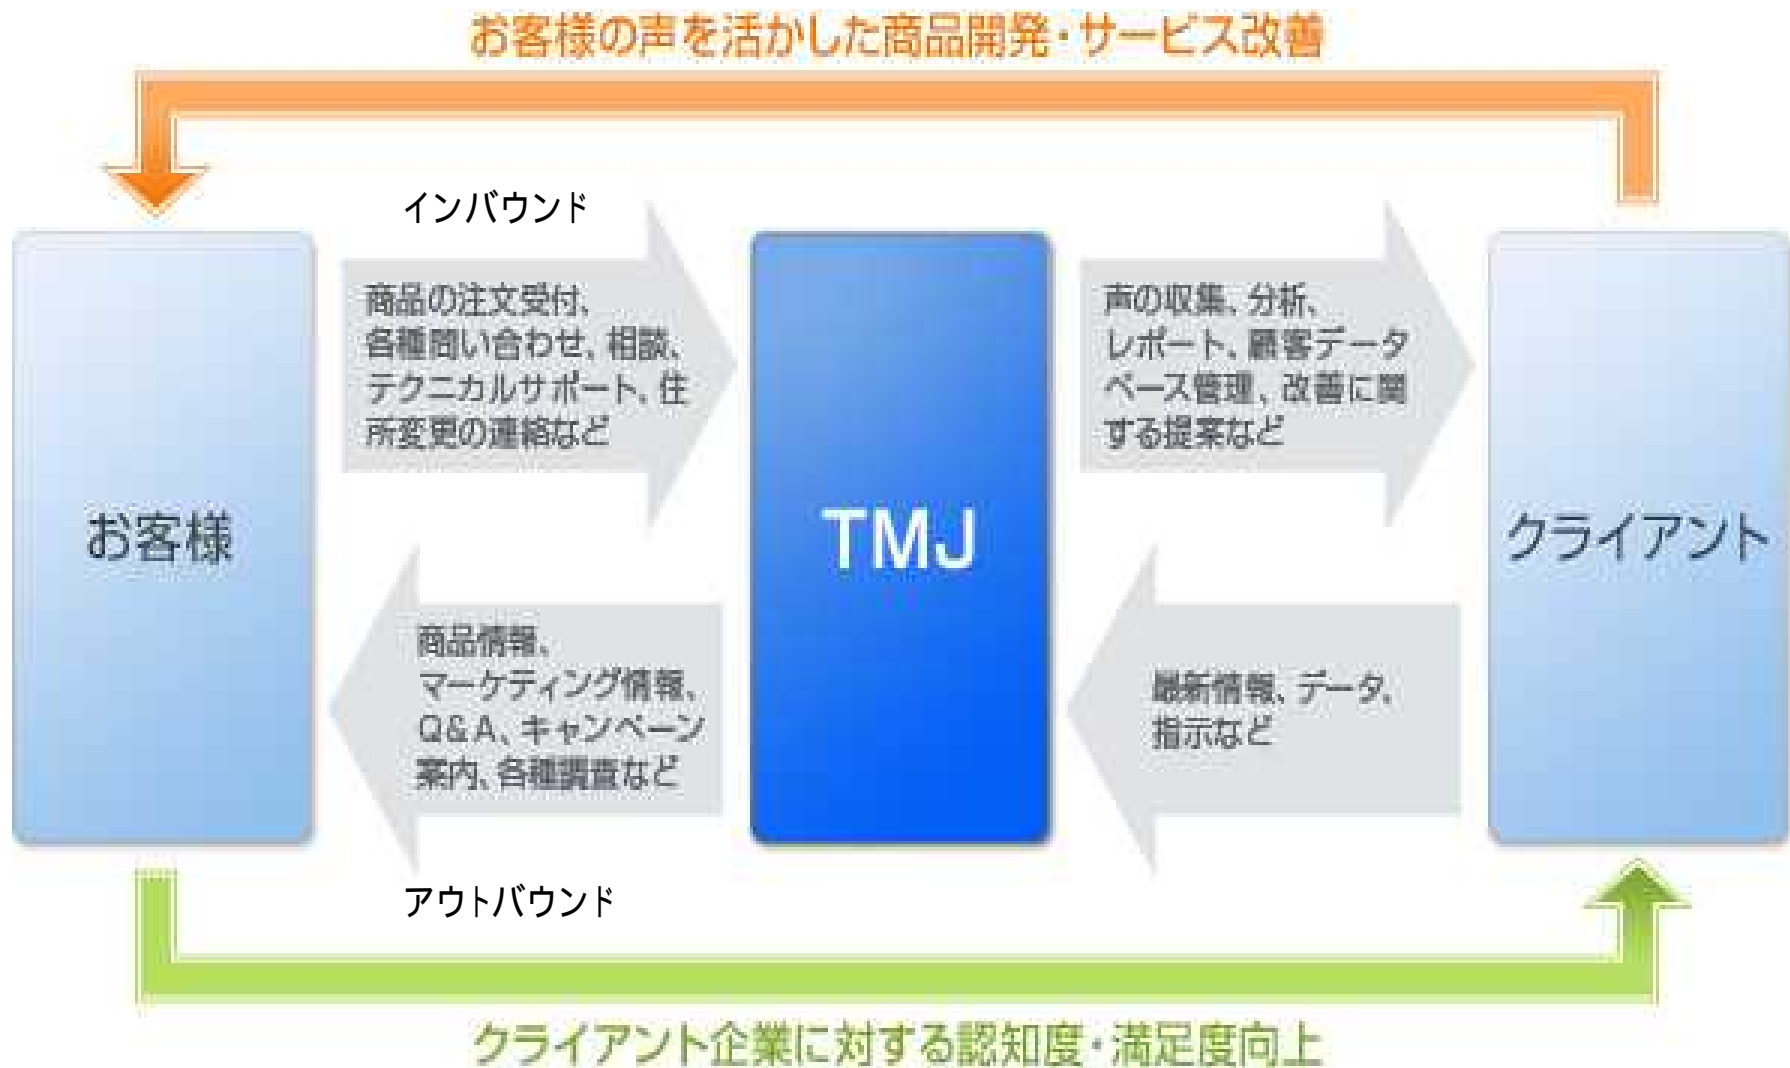 お客様の声を活かした商品開発・サービス改善
インバウンド
商品の注文受付、
各種問い合わせ、相談、
テクニカルサポート、住
所変更の連絡など
声の収集、分析、
レポート、顧客データ
ベース管理、改善に関
する提案など
お客様
TMJ
クライアント
商品情報、
マーケティング情報、
Q&A、キャンペーン
案内、各種調査など
最新情報、データ、
指示など
アウトバウンド
クライアント企業に対する認知度・満足度向上